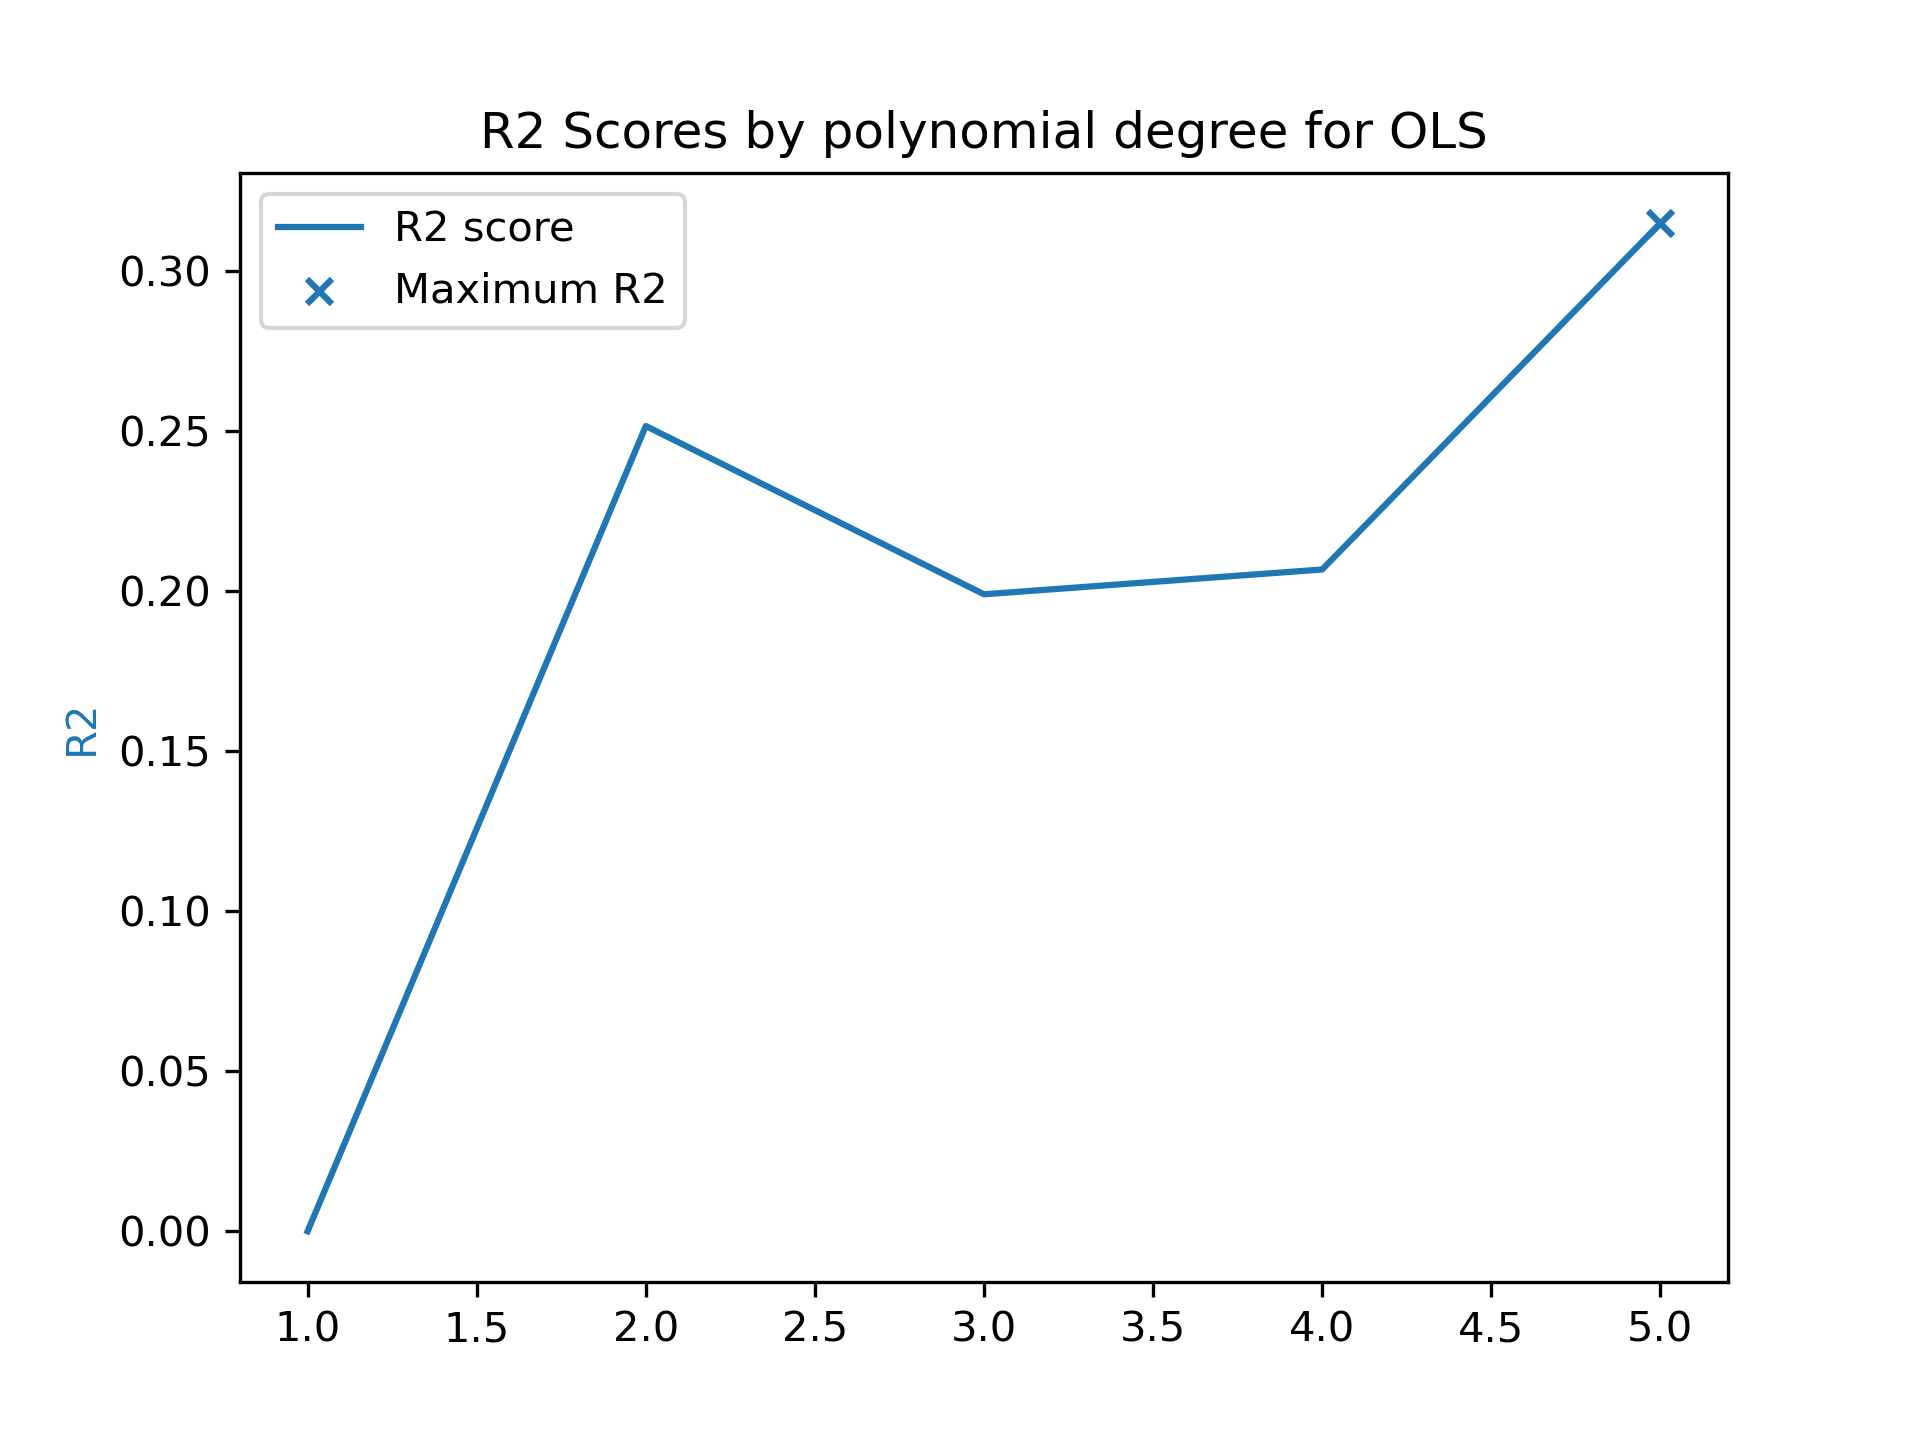 R2 Scores by polynomial degree for OLS
R2 score
Maximum R2
0.30
0.25
0.20
0.15
0.10
0.05
0.00
R2
1.0 1.5 2.0 2.5 3.0 3.5 4.0 4.5 5.0